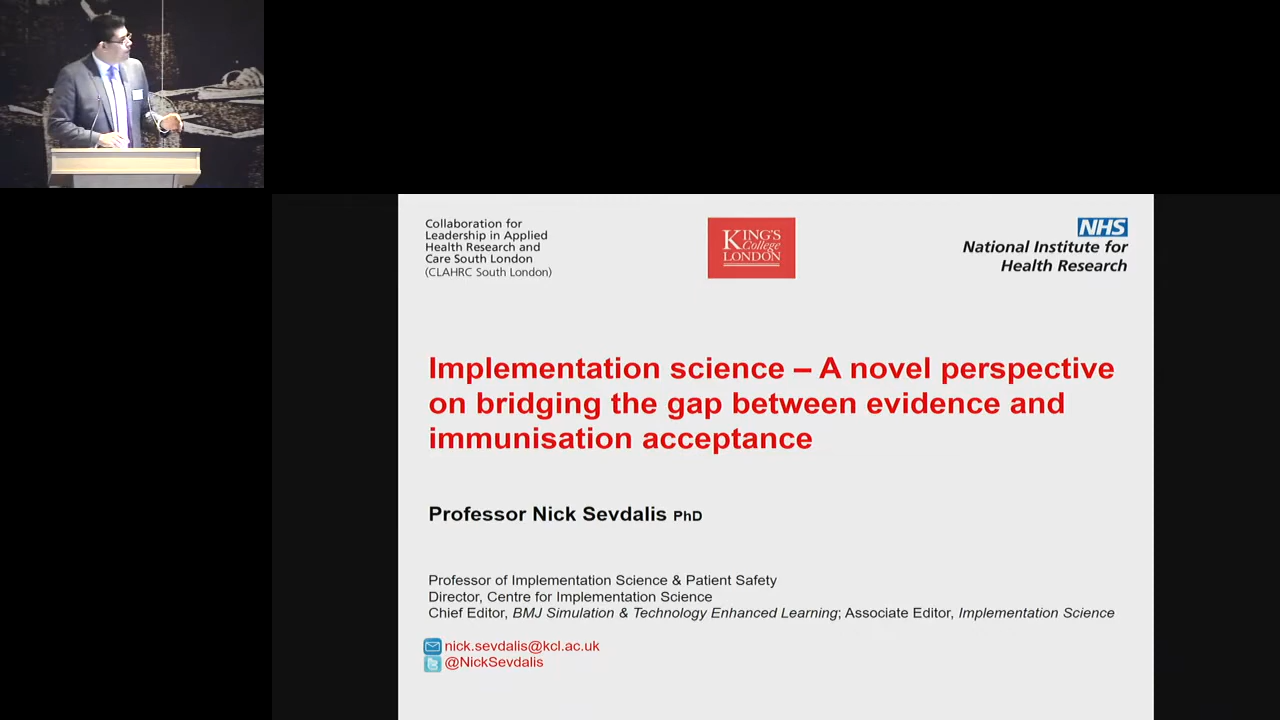 Collaboration for
Leadership in Applied
Health Research and
Care South London
(CLAHRC South London)
KING'S
College
LONDON
NHS
National Institute for
Health Research
Implementation science – A novel perspective
on bridging the gap between evidence and
immunisation acceptance
Professor Nick Sevdalis PhD
Professor of Implementation Science & Patient Safety
Director, Centre for Implementation Science
Chief Editor, BMJ Simulation & Technology Enhanced Learning; Associate Editor, Implementation Science
nick.sevdalis@kcl.ac.uk
@NickSevdalis